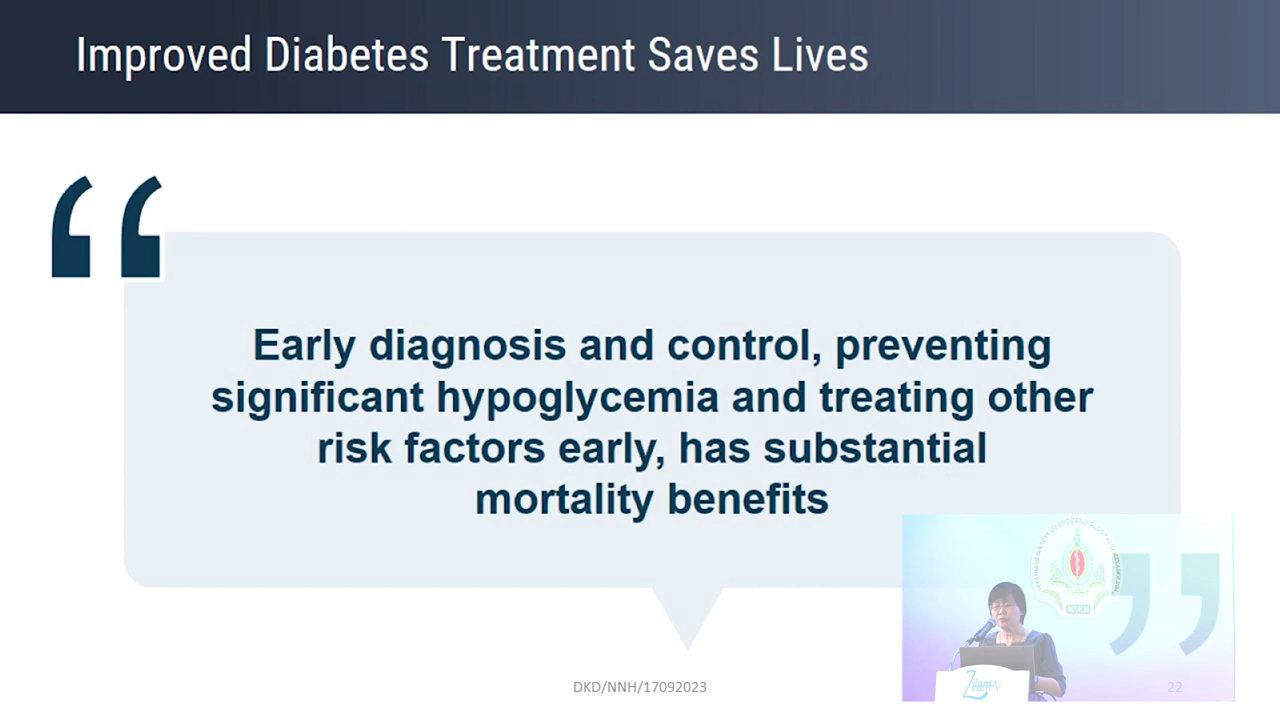 Improved Diabetes Treatment Saves Lives
“
Early diagnosis and control, preventing
significant hypoglycemia and treating other
risk factors early, has substantial
mortality benefits
”
DKD/NNH/17092023
22